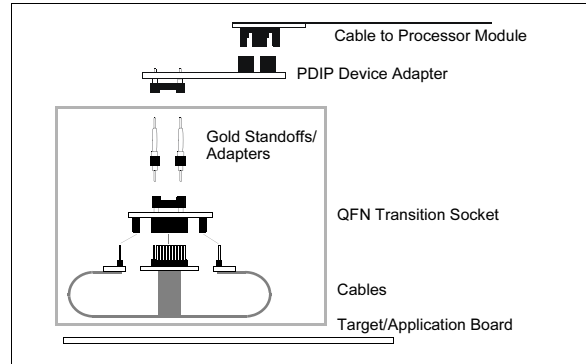 Cable to Processor Module
PDIP Device Adapter
Gold Standoffs/
Adapters
QFN Transition Socket
Cables
Target/Application Board